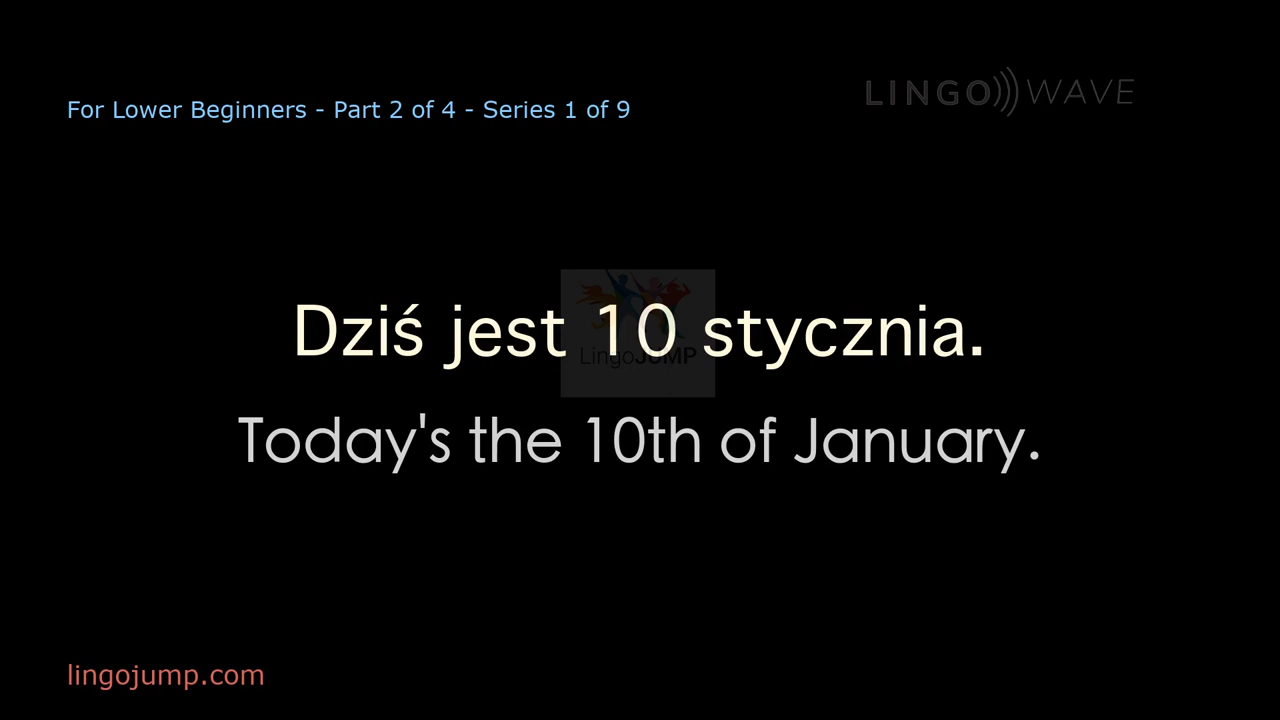 For Lower Beginners - Part 2 of 4 - Series 1 of 9
LINGO WAVE
Dziś jest 10 stycznia.
LingoJUMP
Today's the 10th of January.
lingojump.com